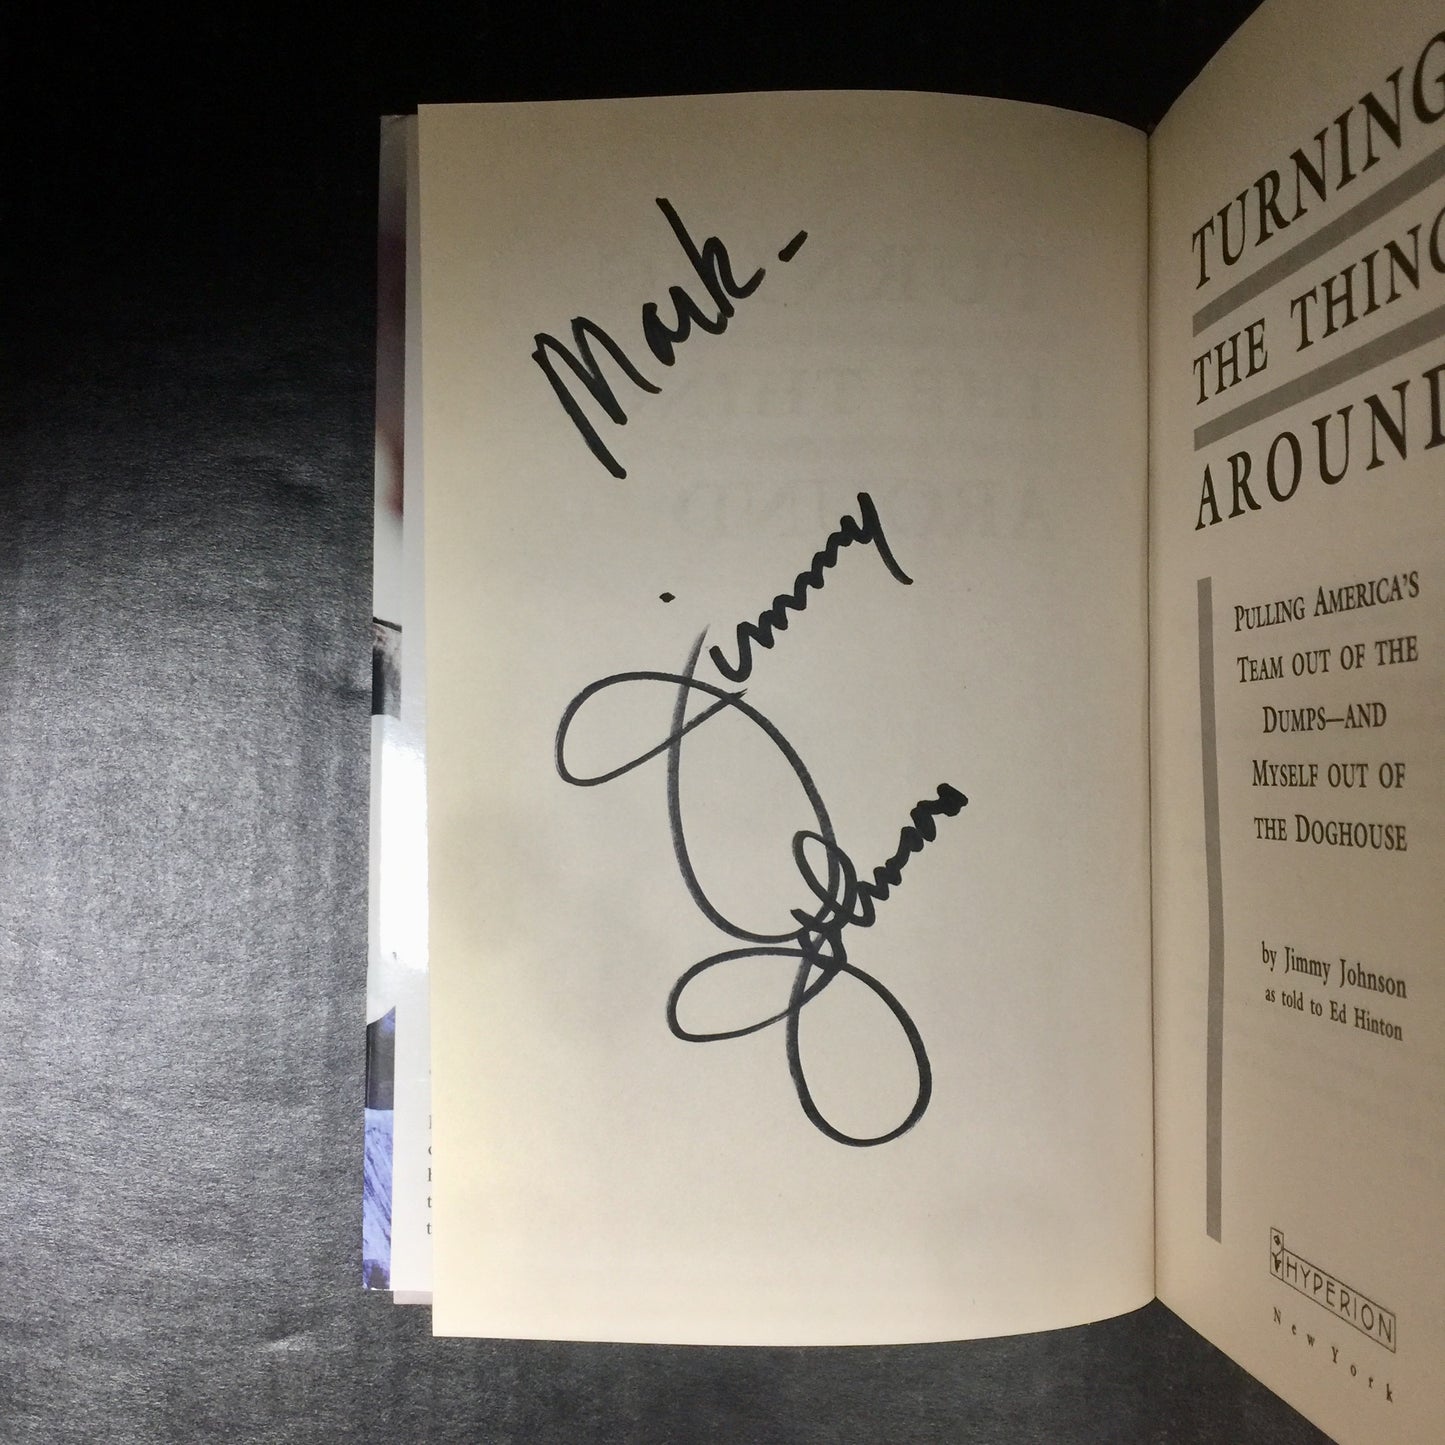 Mark -
Jimmy
Johnson
TURNING
THE THING
AROUND
PULLING AMERICA'S
TEAM OUT OF THE
DUMPS—AND
MYSELF OUT OF
THE DOGHOUSE
by Jimmy Johnson
as told to Ed Hinton
HYPERION
New York